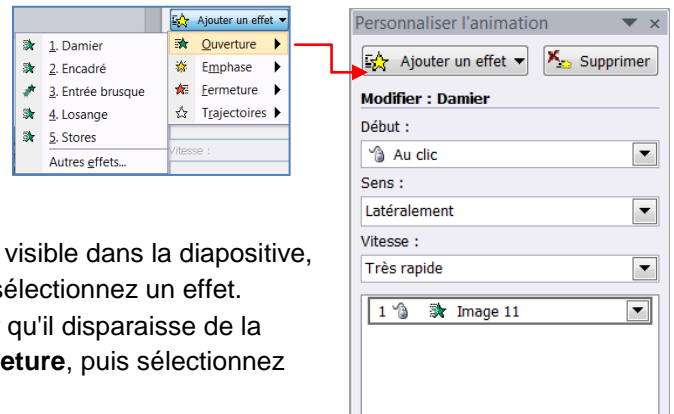 Ajouter un effet
1. Damier
2. Encadré
3. Entrée brusque
4. Losange
5. Stores
Autres effets...
Ouverture
Emphase
Fermeture
Trajectoires
Vitesse :
Personnaliser l'animation
Ajouter un effet
Supprimer
Modifier : Damier
Début :
Au clic
Sens :
Latéralement
Vitesse :
Très rapide
1 Image 11
visible dans la diapositive,
sélectionnez un effet.
qu'il disparaisse de la
eture, puis sélectionnez